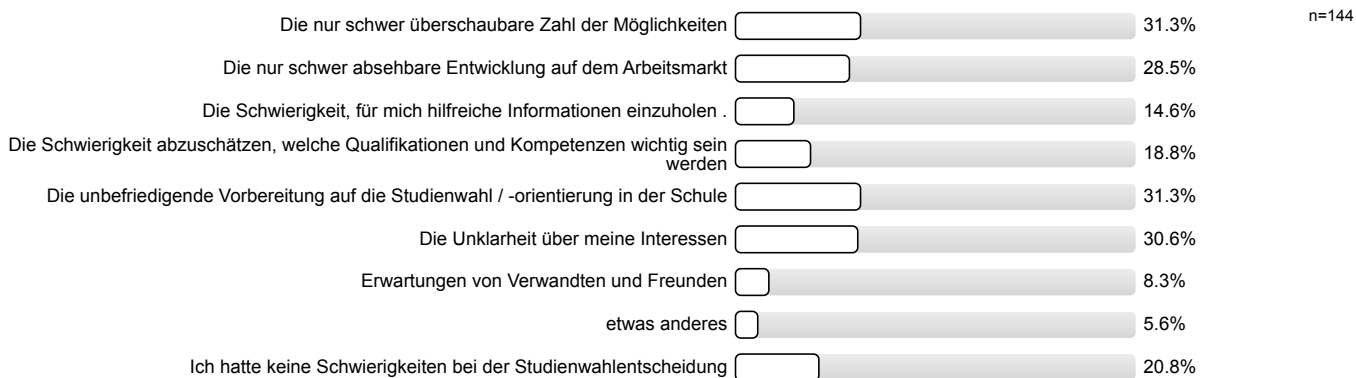 n=144
Die nur schwer überschaubare Zahl der Möglichkeiten 31.3%
Die nur schwer absehbare Entwicklung auf dem Arbeitsmarkt 28.5%
Die Schwierigkeit, für mich hilfreiche Informationen einzuholen . 14.6%
Die Schwierigkeit abzuschätzen, welche Qualifikationen und Kompetenzen wichtig sein
werden 18.8%
Die unbefriedigende Vorbereitung auf die Studienwahl / -orientierung in der Schule 31.3%
Die Unklarheit über meine Interessen 30.6%
Erwartungen von Verwandten und Freunden 8.3%
etwas anderes 5.6%
Ich hatte keine Schwierigkeiten bei der Studienwahlentscheidung 20.8%